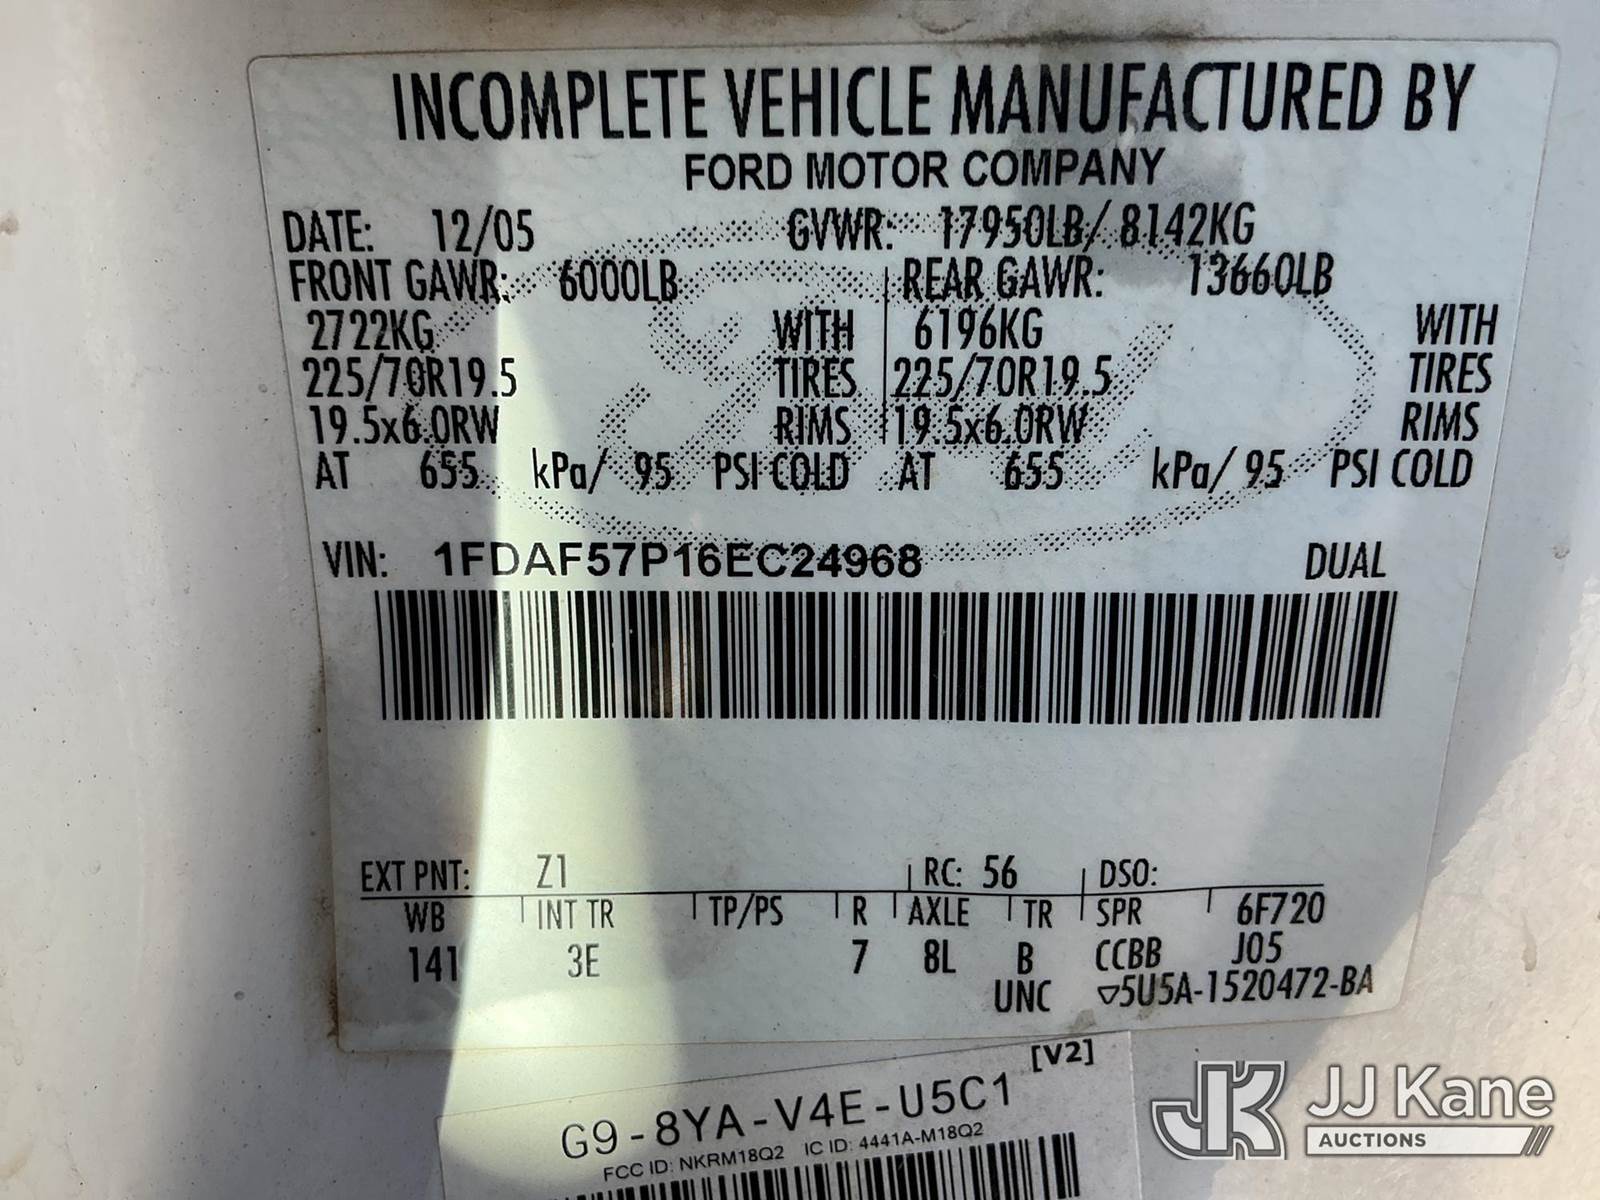 INCOMPLETE VEHICLE MANUFACTURED BY
FORD MOTOR COMPANY
DATE: 12/05 GVWR: 17950LB/ 8142KG
FRONT GAWR: 6000LB REAR GAWR: 13660LB
2722KG WITH 6196KG WITH
225/70R19.5 TIRES 225/70R19.5 TIRES
19.5x6.0RW RIMS 19.5x6.0RW RIMS
AT 655 kPa/ 95 PSI COLD AT 655 kPa/ 95 PSI COLD
VIN: 1FDAF57P16EC24968 DUAL
EXT PNT: Z1 RC: 56 DSO:
WB INT TR TP/PS R AXLE TR SPR 6F720
141 3E 7 8L B CCBB J05
UNC ▽5U5A-1520472-BA
[V2]
G9-8YA-V4E-U5C1
FCC ID: NKRM18Q2 IC ID: 4441A-M18Q2
JK JJ Kane
AUCTIONS